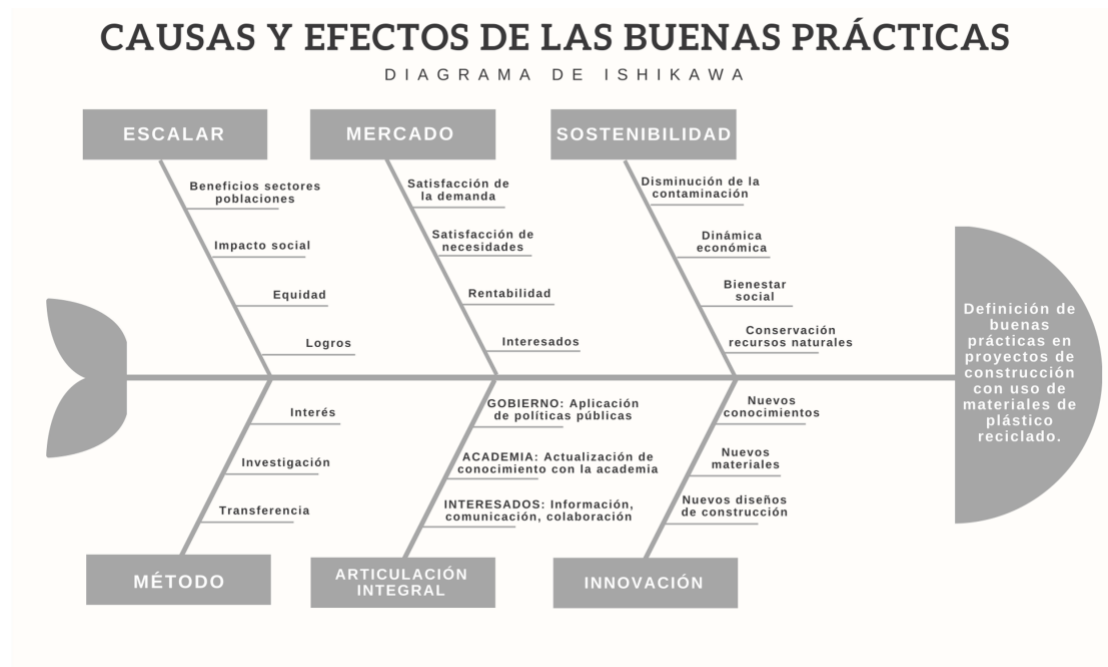 CAUSAS Y EFECTOS DE LAS BUENAS PRÁCTICAS
DIAGRAMA DE ISHIKAWA
ESCALAR
Beneficios sectores
poblaciones
Impacto social
Equidad
Logros
MERCADO
Satisfacción de
la demanda
Satisfacción de
necesidades
Rentabilidad
Interesados
SOSTENIBILIDAD
Disminución de la
contaminación
Dinámica
económica
Bienestar
social
Conservación
recursos naturales
Definición de
buenas
prácticas en
proyectos de
construcción
con uso de
materiales de
plástico
reciclado.
Interés
Investigación
Transferencia
MÉTODO
GOBIERNO: Aplicación
de políticas públicas
ACADEMIA: Actualización de
conocimiento con la academia
INTERESADOS: Información,
comunicación, colaboración
ARTICULACIÓN
INTEGRAL
Nuevos
conocimientos
Nuevos
materiales
Nuevos diseños
de construcción
INNOVACIÓN